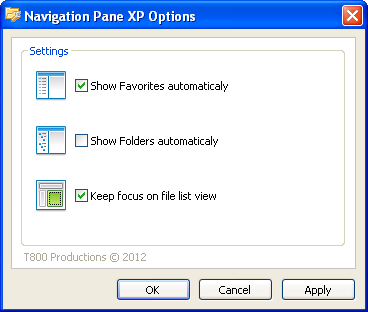 Navigation Pane XP Options
Settings
Show Favorites automaticaly
Show Folders automaticaly
Keep focus on file list view
T800 Productions © 2012
OK Cancel Apply